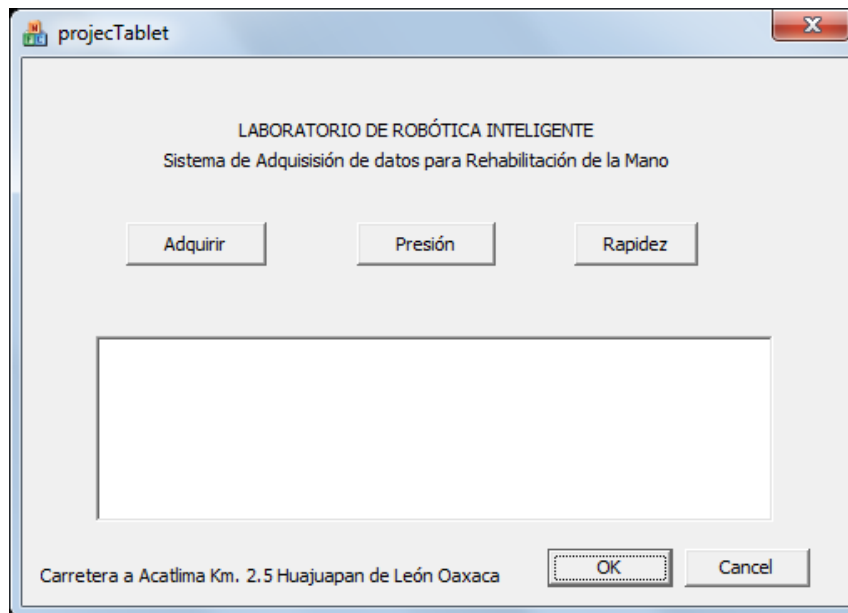 projecTablet
LABORATORIO DE ROBÓTICA INTELIGENTE
Sistema de Adquisisión de datos para Rehabilitación de la Mano
Adquirir Presión Rapidez
Carretera a Acatlima Km. 2.5 Huajuapan de León Oaxaca
OK Cancel